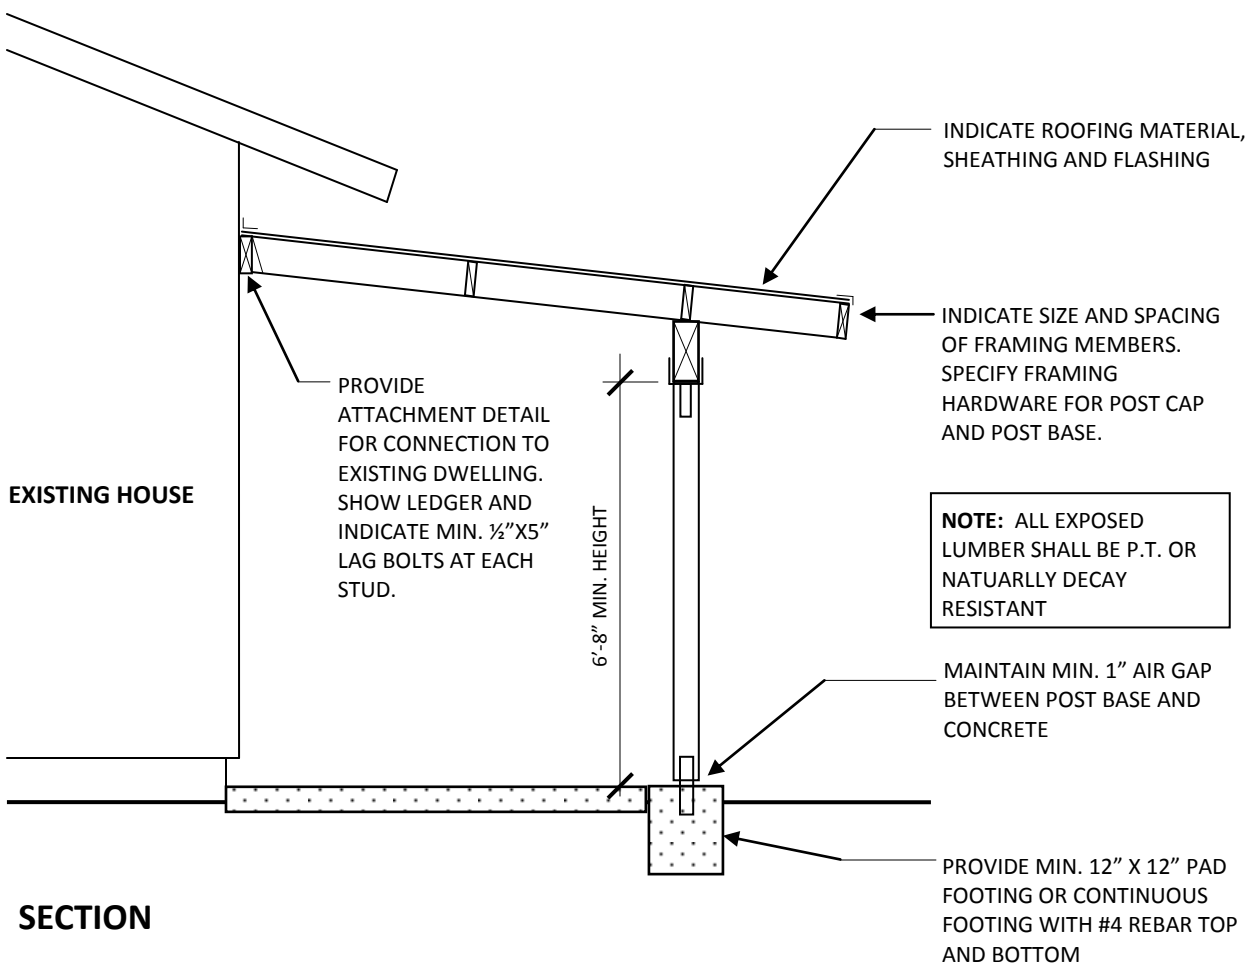 INDICATE ROOFING MATERIAL,
SHEATHING AND FLASHING
INDICATE SIZE AND SPACING
OF FRAMING MEMBERS.
SPECIFY FRAMING
HARDWARE FOR POST CAP
AND POST BASE.
PROVIDE
ATTACHMENT DETAIL
FOR CONNECTION TO
EXISTING DWELLING.
SHOW LEDGER AND
INDICATE MIN. ½”X5”
LAG BOLTS AT EACH
STUD.
EXISTING HOUSE
6’-8” MIN. HEIGHT
NOTE: ALL EXPOSED
LUMBER SHALL BE P.T. OR
NATUARLLY DECAY
RESISTANT
MAINTAIN MIN. 1” AIR GAP
BETWEEN POST BASE AND
CONCRETE
PROVIDE MIN. 12” X 12” PAD
FOOTING OR CONTINUOUS
FOOTING WITH #4 REBAR TOP
AND BOTTOM
SECTION